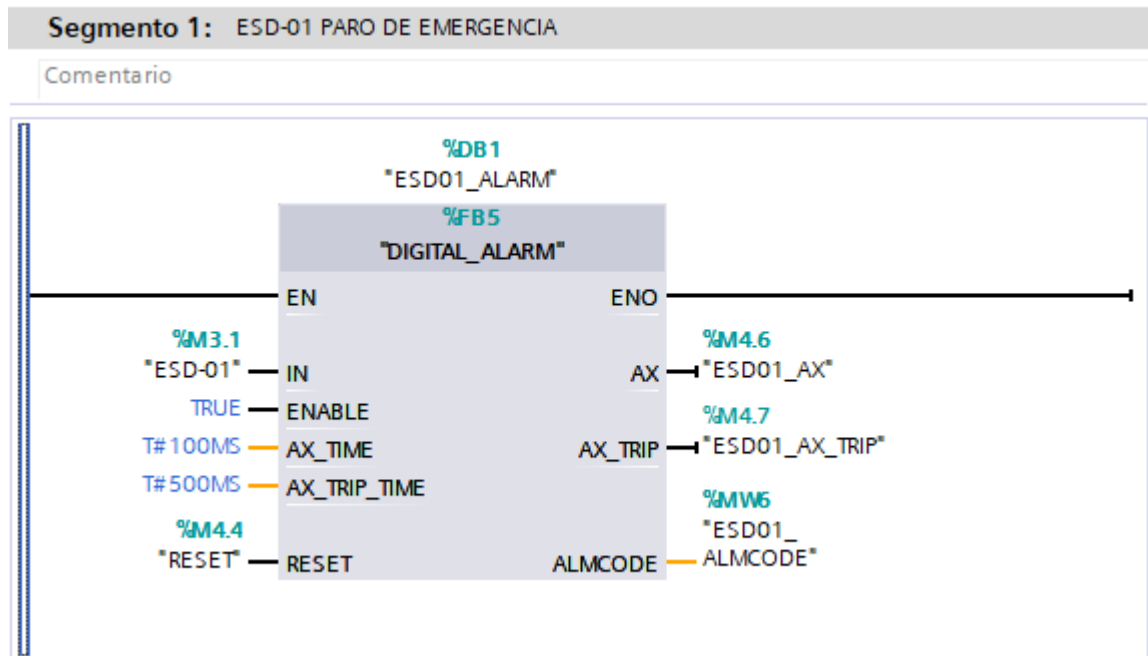 Segmento 1: ESD-01 PARO DE EMERGENCIA
Comentario
%DB1
"ESD01_ALARM"
%FB5
"DIGITAL_ALARM"
EN ENO
%M3.1
"ESD-01" IN
TRUE ENABLE
T#100MS AX_TIME
T#500MS AX_TRIP_TIME
%M4.4
"RESET" RESET
%M4.6
AX "ESD01_AX"
%M4.7
AX_TRIP "ESD01_AX_TRIP"
%MW6
"ESD01_
ALMCODE ALMCODE"